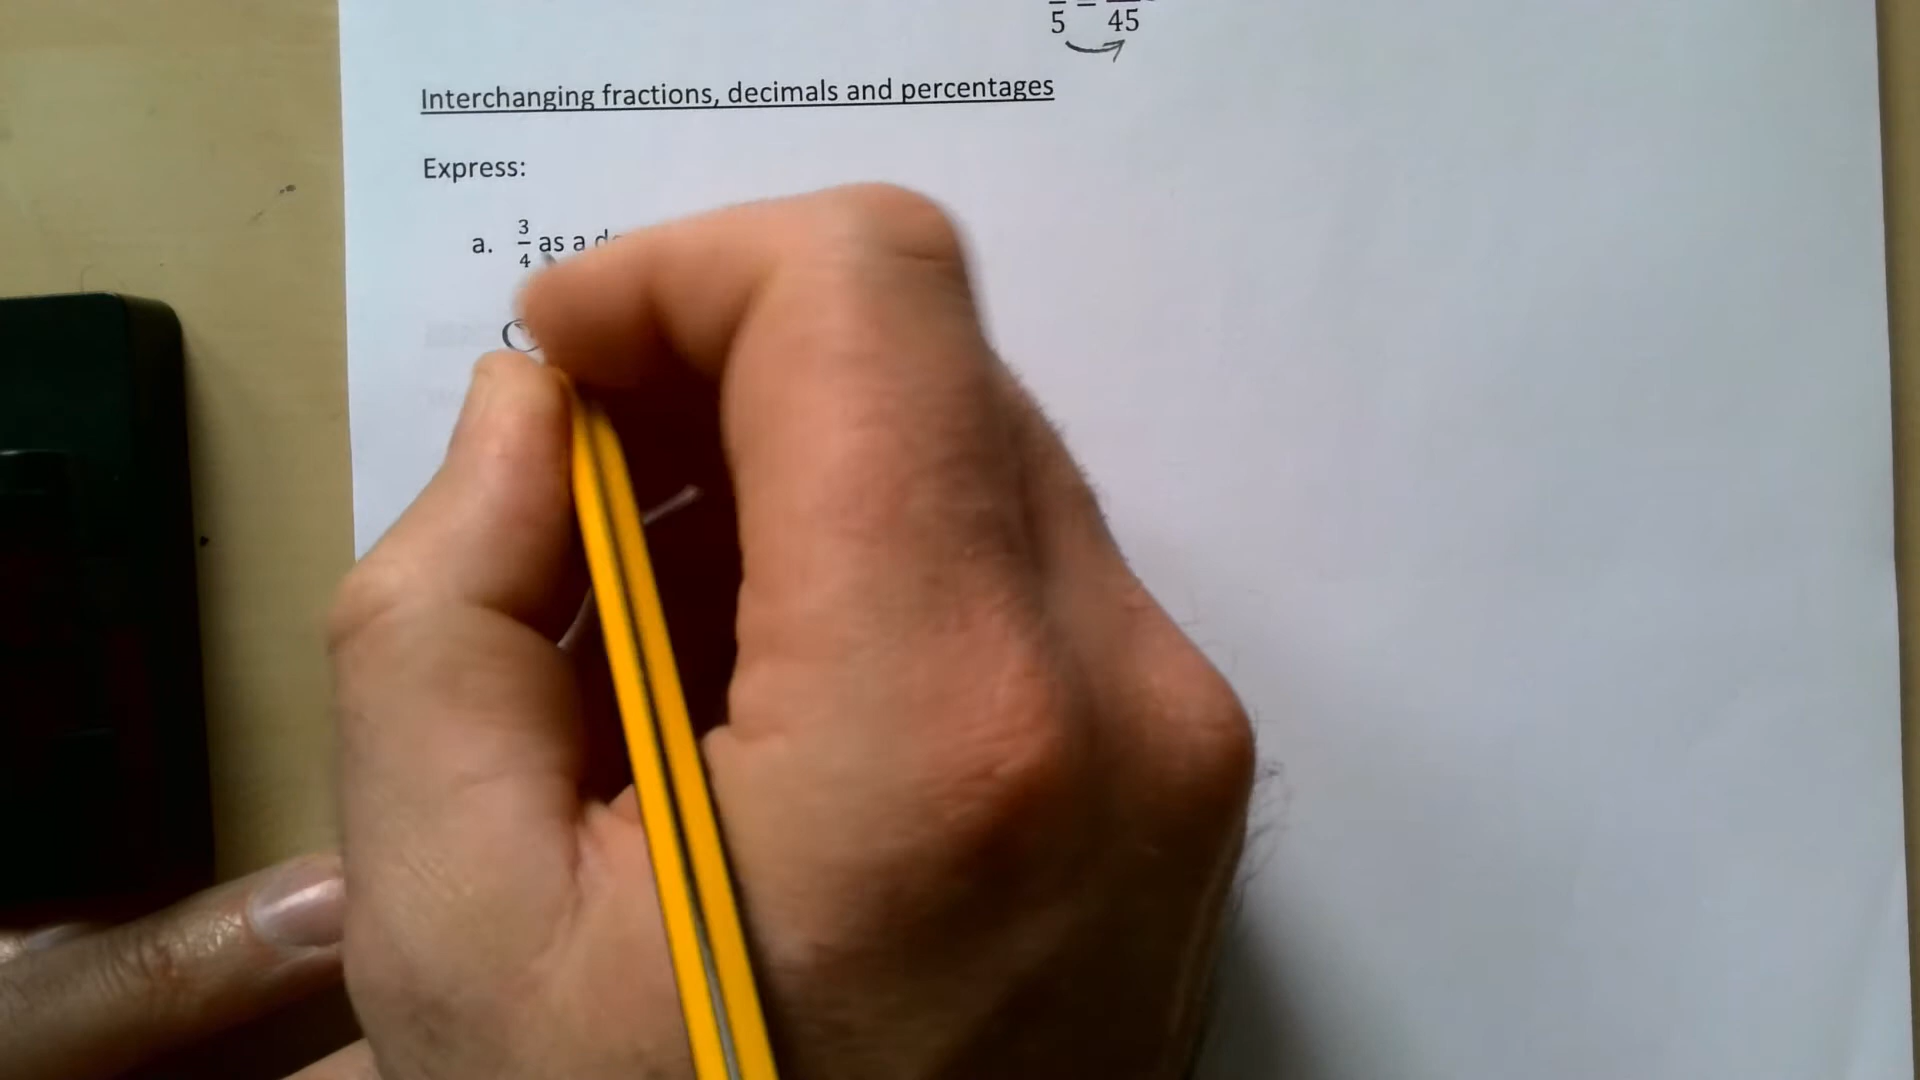 5 = 45
Interchanging fractions, decimals and percentages
Express:
a. 3/4 as a